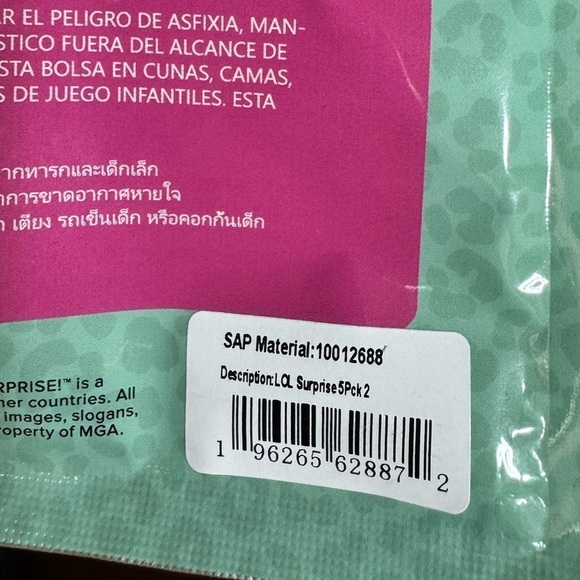 AR EL PELIGRO DE ASFIXIA, MAN-
STICO FUERA DEL ALCANCE DE
STA BOLSA EN CUNAS, CAMAS,
S DE JUEGO INFANTILES. ESTA
ากทารกและเด็กเล็ก
าการขาดอากาศหายใจ
ก เตียง รถเข็นเด็ก หรือคอกกั้นเด็ก
SAP Material:10012688
Description:LOL Surprise 5Pck 2
1 96265 62887 2
RPRISE!™ is a
her countries. All
images, slogans,
roperty of MGA.